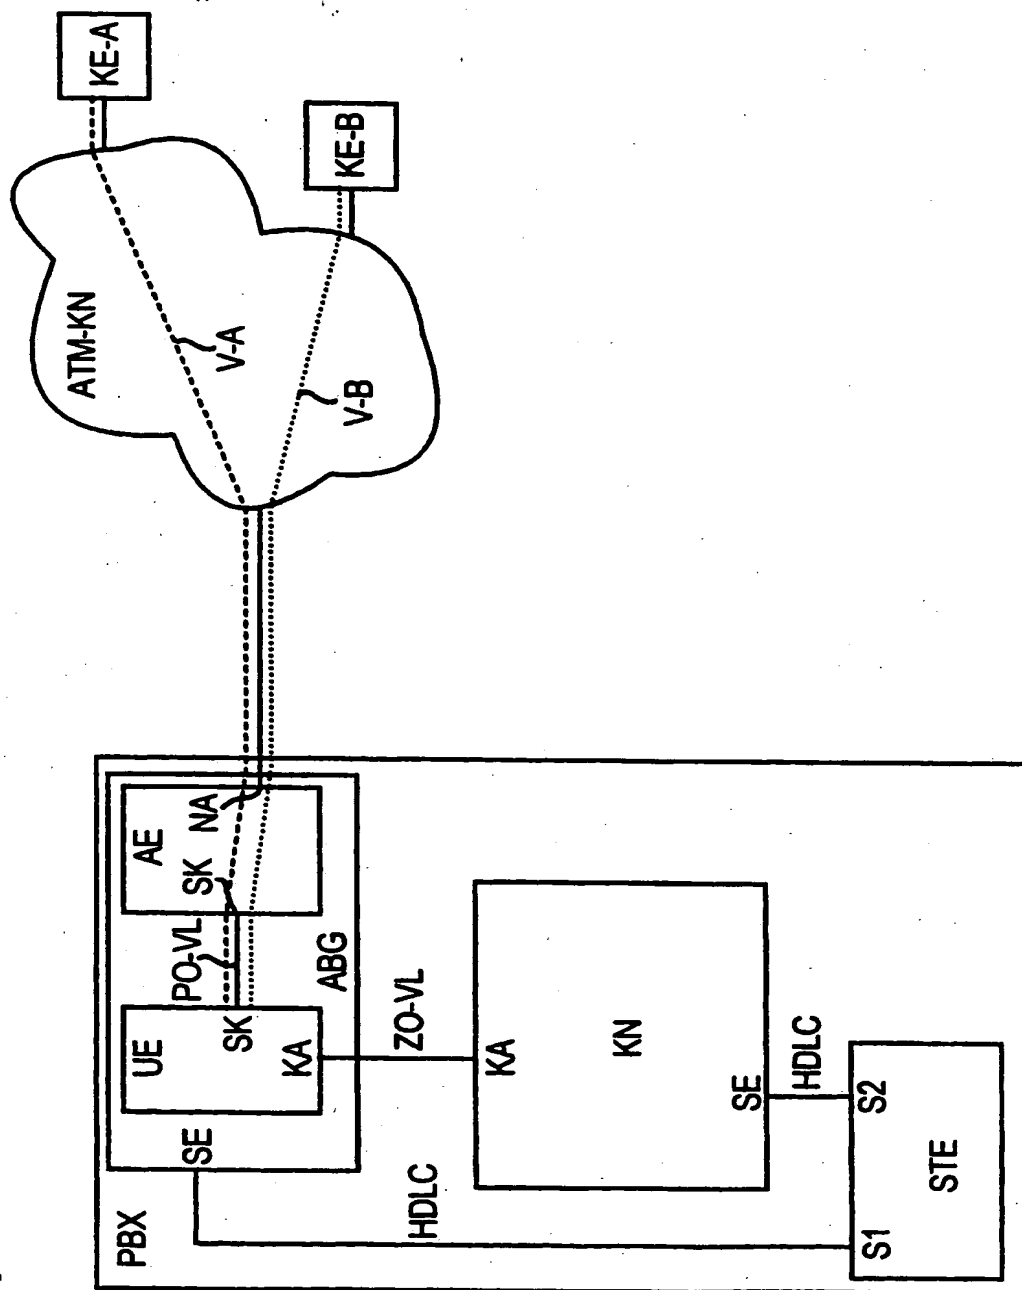 KE-A
ATM-KN
KE-B
V-A
V-B
PBX
UE
AE
SE
PO-VL
SK
NA
SK
KA
ABG
ZO-VL
HDLC
KA
KN
SE
HDLC
S1
S2
STE